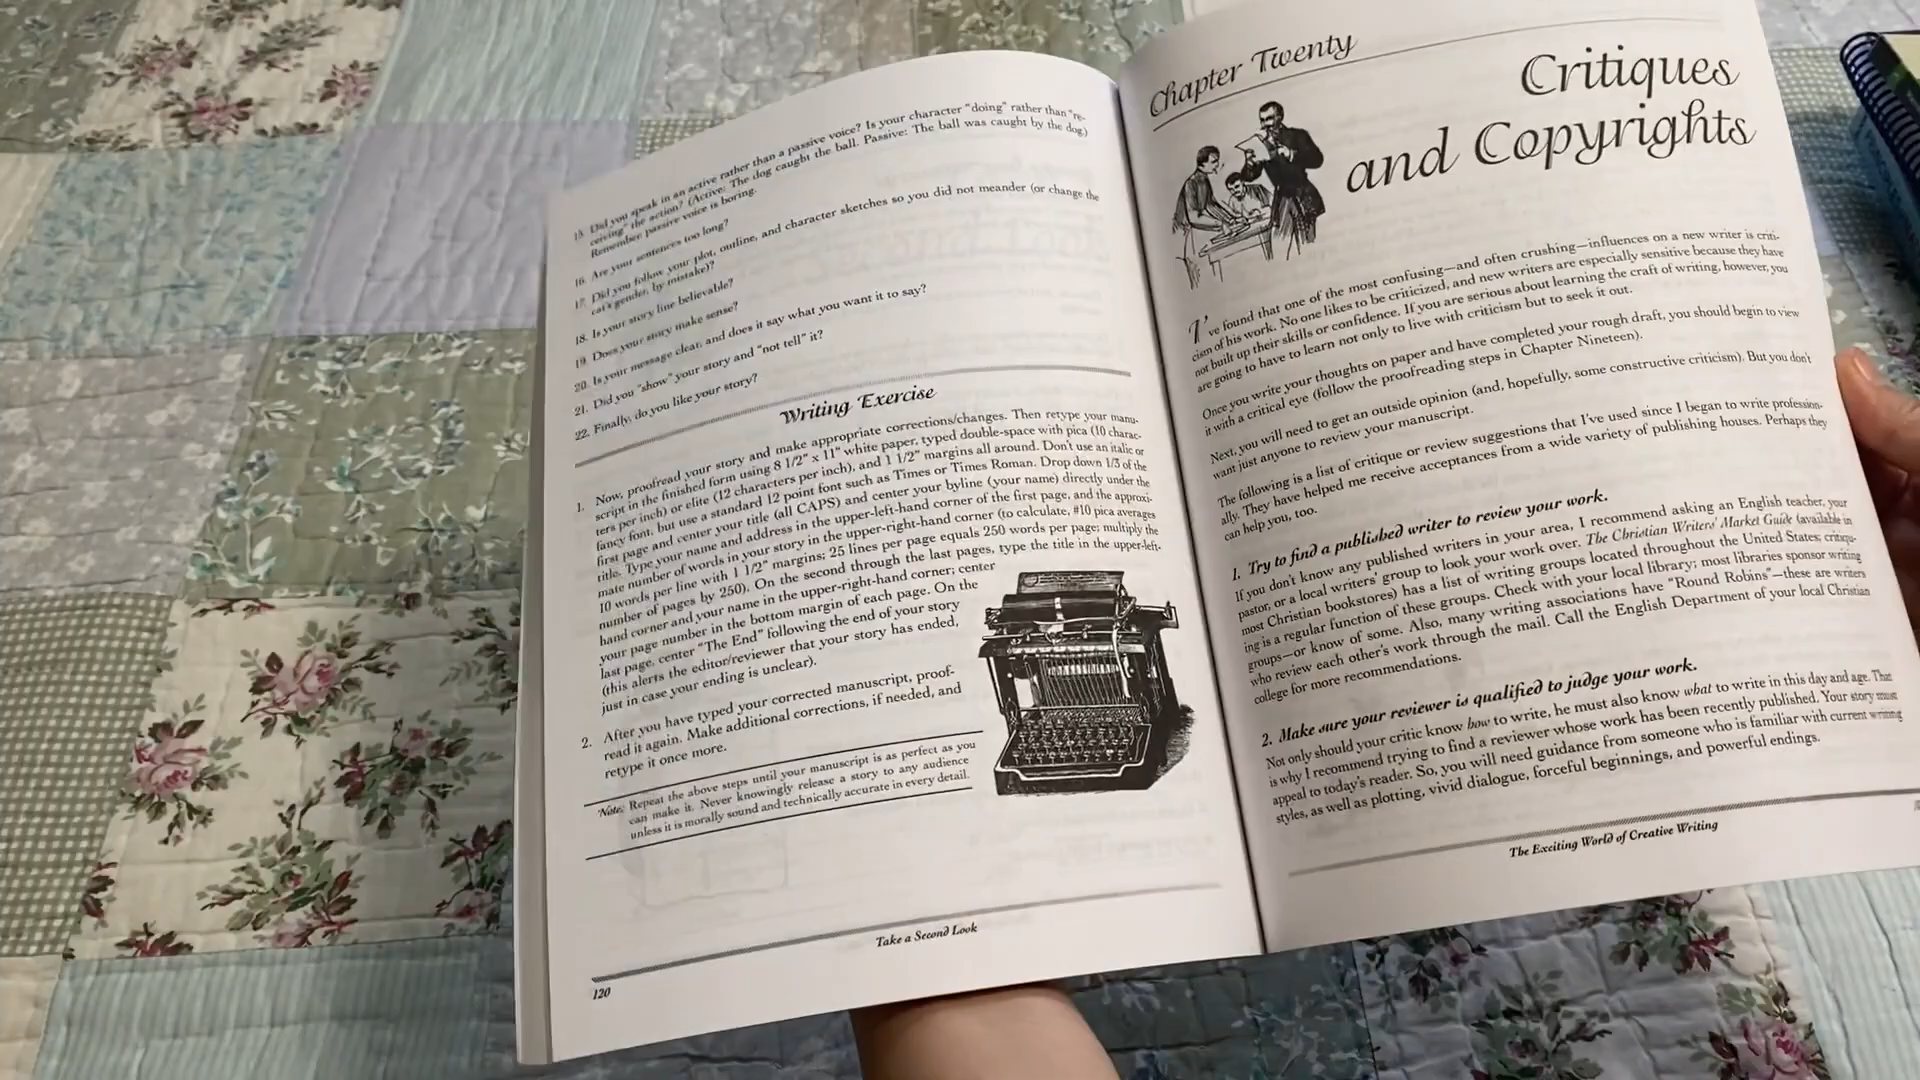 15. Did you speak in an active rather than a passive voice? Is your character "doing" rather than "re-
ceiving" the action? (Active: The dog caught the ball. Passive: The ball was caught by the dog.)
Remember passive voice is boring.
16. Are your sentences too long?
17. Did you follow your plot, outline, and character sketches so you did not meander (or change the
cat's gender, by mistake)?
18. Is your story line believable?
19. Does your story make sense?
20. Is your message clear, and does it say what you want it to say?
21. Did you "show" your story and "not tell" it?
22. Finally, do you like your story?
Writing Exercise
1. Now, proofread your story and make appropriate corrections/changes. Then retype your manu-
script in the finished form using 8 1/2" x 11" white paper, typed double-space with pica (10 charac-
ters per inch) or elite (12 characters per inch), and 1 1/2" margins all around. Don't use an italic or
fancy font, but use a standard 12 point font such as Times or Times Roman. Drop down 1/3 of the
first page and center your title (all CAPS) and center your byline (your name) directly under the
title. Type your name and address in the upper-left-hand corner of the first page, and the approxi-
mate number of words in your story in the upper-right-hand corner (to calculate, #10 pica averages
10 words per line with 1 1/2" margins; 25 lines per page equals 250 words per page; multiply the
number of pages by 250). On the second through the last pages, type the title in the upper-left-
hand corner and your name in the upper-right-hand corner; center
your page number in the bottom margin of each page. On the
last page, center "The End" following the end of your story
(this alerts the editor/reviewer that your story has ended,
just in case your ending is unclear).
2. After you have typed your corrected manuscript, proof-
read it again. Make additional corrections, if needed, and
retype it once more.
Note: Repeat the above steps until your manuscript is as perfect as you
can make it. Never knowingly release a story to any audience
unless it is morally sound and technically accurate in every detail.
Take a Second Look
120
Chapter Twenty
Critiques
and Copyrights
I've found that one of the most confusing—and often crushing—influences on a new writer is criti-
cism of his work. No one likes to be criticized, and new writers are especially sensitive because they have
not built up their skills or confidence. If you are serious about learning the craft of writing, however, you
are going to have to learn not only to live with criticism but to seek it out.
Once you write your thoughts on paper and have completed your rough draft, you should begin to view
it with a critical eye (follow the proofreading steps in Chapter Nineteen).
Next, you will need to get an outside opinion (and, hopefully, some constructive criticism). But you don't
want just anyone to review your manuscript.
The following is a list of critique or review suggestions that I've used since I began to write profession-
ally. They have helped me receive acceptances from a wide variety of publishing houses. Perhaps they
can help you, too.
1. Try to find a published writer to review your work.
If you don't know any published writers in your area, I recommend asking an English teacher, your
pastor, or a local writers' group to look your work over. The Christian Writers' Market Guide (available in
most Christian bookstores) has a list of writing groups located throughout the United States; critiqu-
ing is a regular function of these groups. Check with your local library; most libraries sponsor writing
groups—or know of some. Also, many writing associations have "Round Robins"—these are writers
who review each other's work through the mail. Call the English Department of your local Christian
college for more recommendations.
2. Make sure your reviewer is qualified to judge your work.
Not only should your critic know how to write, he must also know what to write in this day and age. That
is why I recommend trying to find a reviewer whose work has been recently published. Your story must
appeal to today's reader. So, you will need guidance from someone who is familiar with current writing
styles, as well as plotting, vivid dialogue, forceful beginnings, and powerful endings.
The Exciting World of Creative Writing